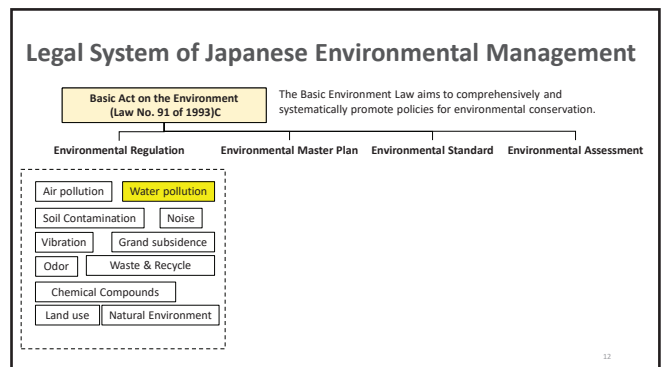 Legal System of Japanese Environmental Management
Basic Act on the Environment
(Law No. 91 of 1993)C
The Basic Environment Law aims to comprehensively and
systematically promote policies for environmental conservation.
Environmental Regulation
Environmental Master Plan
Environmental Standard
Environmental Assessment
Air pollution
Water pollution
Soil Contamination
Noise
Vibration
Grand subsidence
Odor
Waste & Recycle
Chemical Compounds
Land use
Natural Environment
12